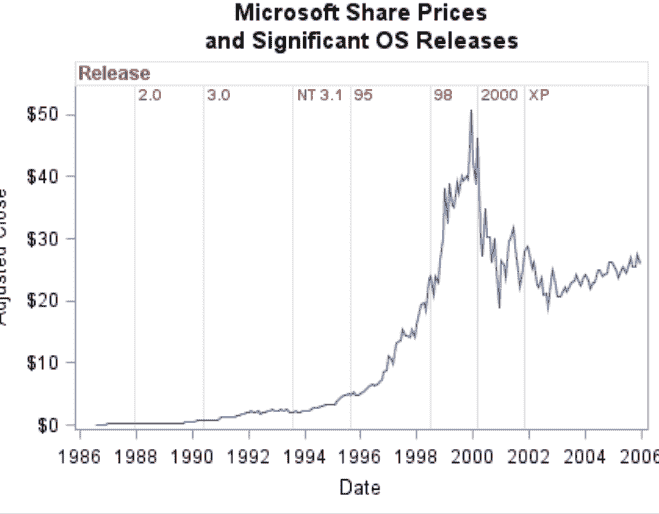 Microsoft Share Prices
and Significant OS Releases
Release
2.0 3.0 NT 3.1 95 98 2000 XP
$50
$40
$30
$20
$10
$0
Adjusted Close
1986 1988 1990 1992 1994 1996 1998 2000 2002 2004 2006
Date